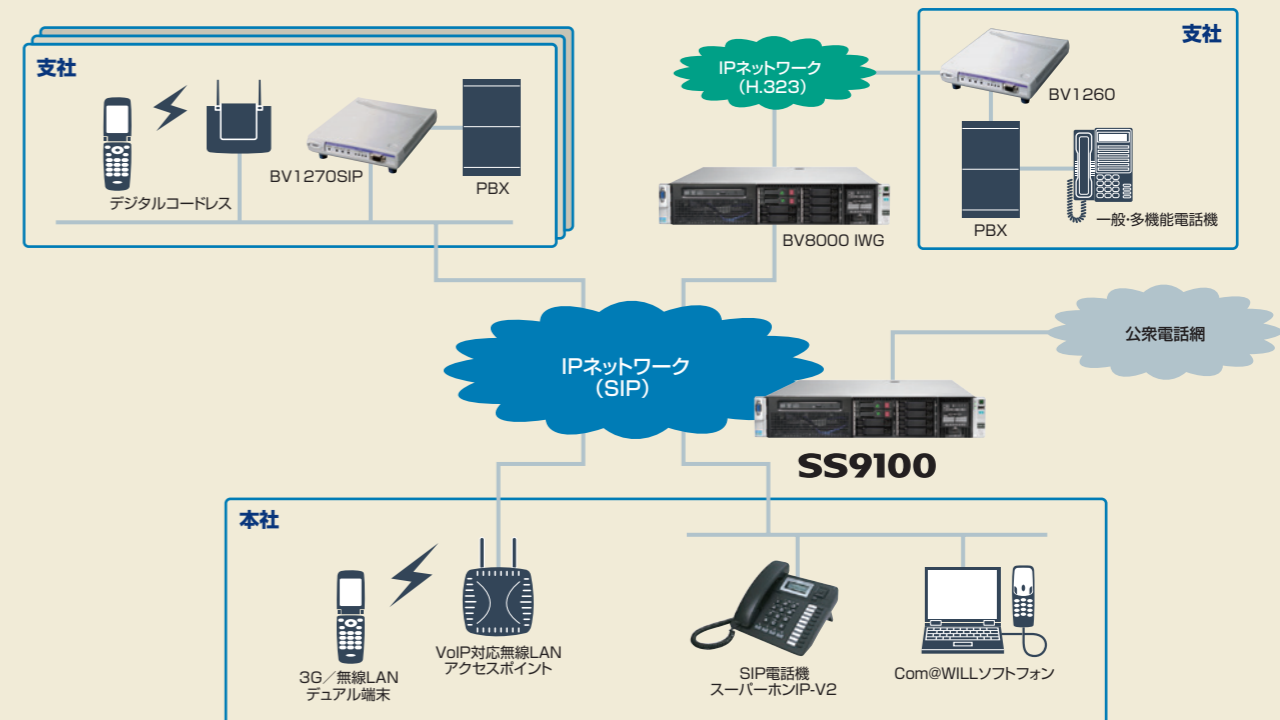 支社
デジタルコードレス
BV1270SIP
PBX
IPネットワーク
（H.323）
BV8000 IWG
支社
BV1260
PBX
一般・多機能電話機
IPネットワーク
（SIP）
公衆電話網
SS9100
本社
3G／無線LAN
デュアル端末
VoIP対応無線LAN
アクセスポイント
SIP電話機
スーパーホンIP-V2
Com@WILLソフトフォン